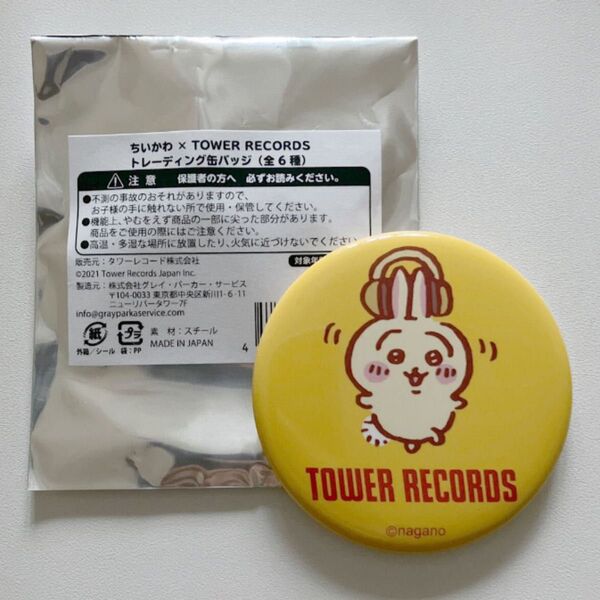 ちいかわ × TOWER RECORDS
トレーディング缶バッジ（全６種）
注 意 保護者の方へ 必ずお読みください。
●不測の事故のおそれがありますので、
お子様の手に触れない所で使用・保管してください。
●機能上、やむをえず商品の一部に尖った部分があります。
商品をご使用の際にはご注意ください。
●高温・多湿な場所に放置したり、火気に近づけないでください。
販売元：タワーレコード株式会社
©2021 Tower Records Japan Inc.
対象年
製造元：株式会社グレイ・パーカー・サービス
〒104-0033 東京都中央区新川1-6-11
ニューリバータワー7F
info@grayparkaservice.com
紙
プラ
外箱／シール
袋：PP
素 材：スチール
MADE IN JAPAN
4
TOWER RECORDS
©nagano